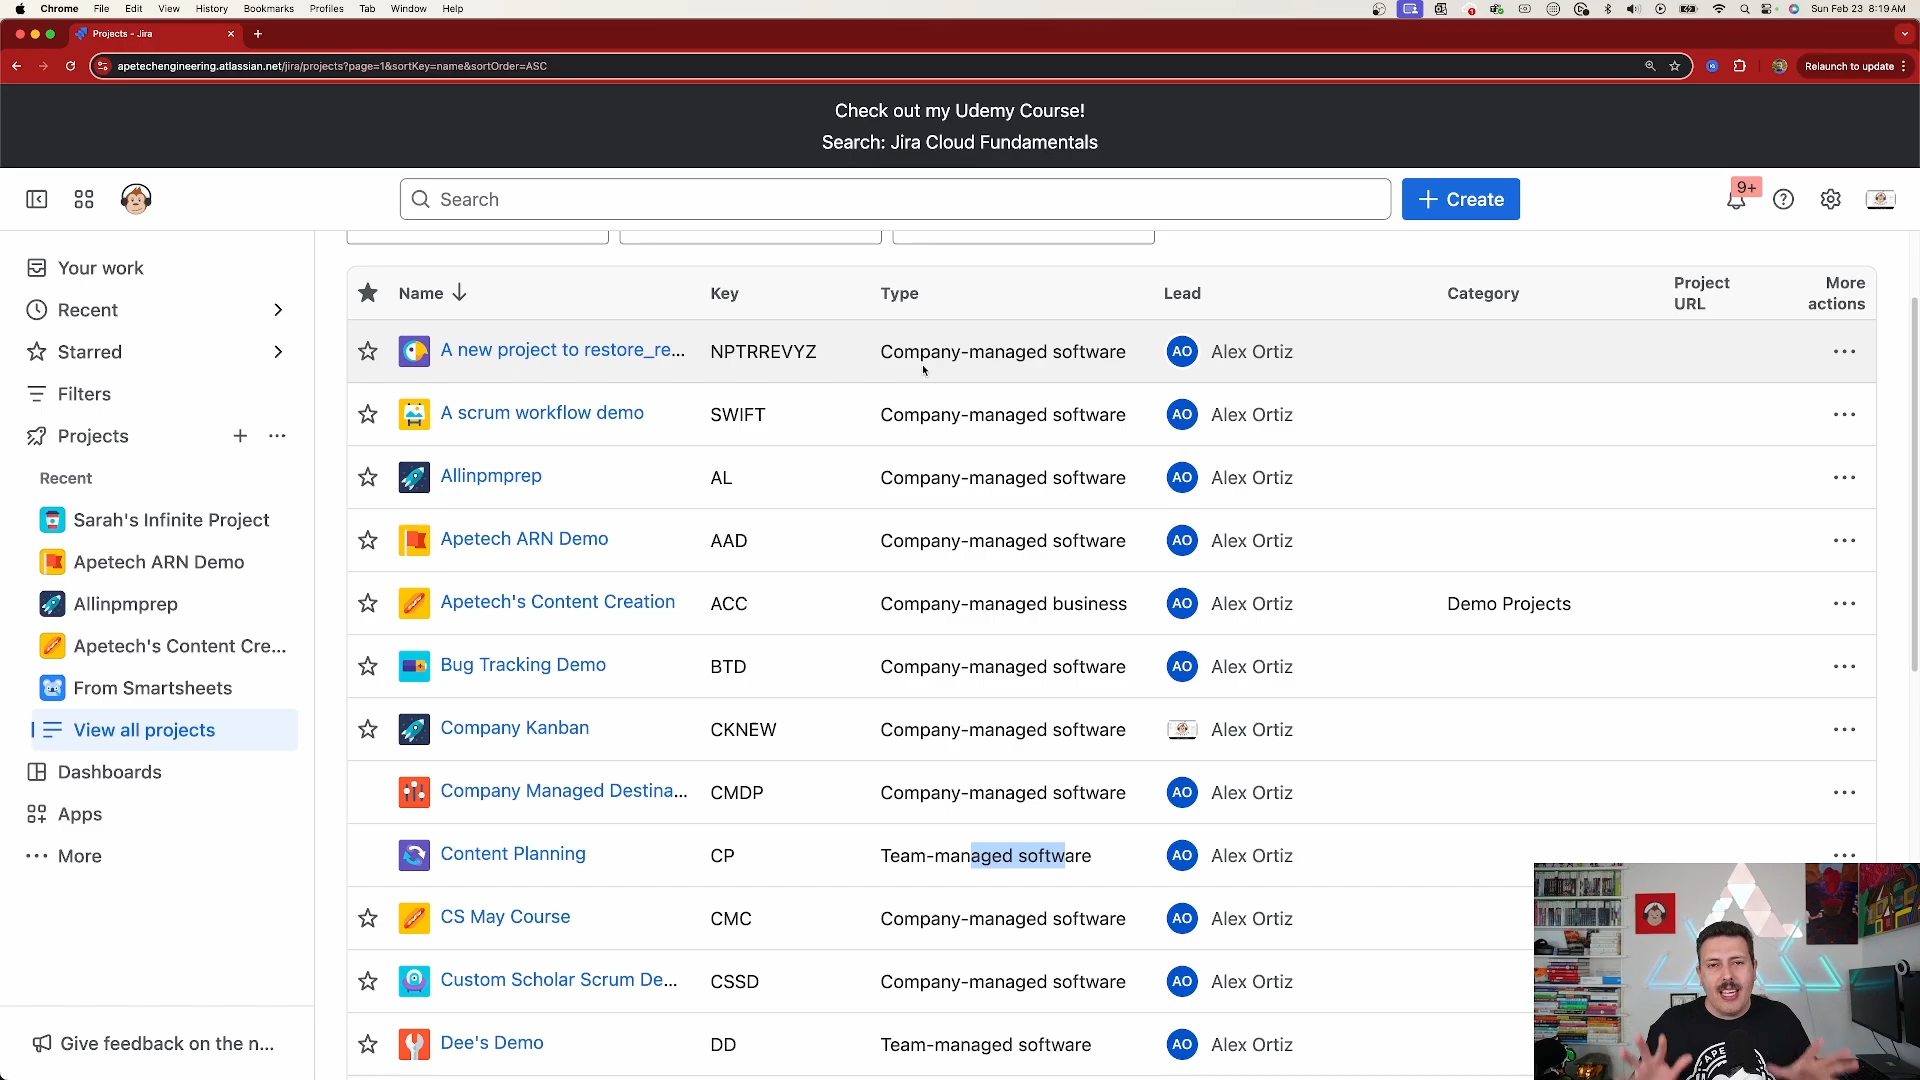 Chrome File Edit View History Bookmarks Profiles Tab Window Help
Sun Feb 23 8:19 AM
Projects - Jira
apetechengineering.atlassian.net/jira/projects?page=1&sortKey=name&sortOrder=ASC
Relaunch to update
Check out my Udemy Course!
Search: Jira Cloud Fundamentals
Search
Create
9+
Your work
Recent
Starred
Filters
Projects
Recent
Sarah's Infinite Project
Apetech ARN Demo
Allinpmprep
Apetech's Content Cre...
From Smartsheets
View all projects
Dashboards
Apps
More
Give feedback on the n...
Name Key Type Lead Category Project URL More actions
A new project to restore_re... NPTRREVYZ Company-managed software AO Alex Ortiz
A scrum workflow demo SWIFT Company-managed software AO Alex Ortiz
Allinpmprep AL Company-managed software AO Alex Ortiz
Apetech ARN Demo AAD Company-managed software AO Alex Ortiz
Apetech's Content Creation ACC Company-managed business AO Alex Ortiz Demo Projects
Bug Tracking Demo BTD Company-managed software AO Alex Ortiz
Company Kanban CKNEW Company-managed software Alex Ortiz
Company Managed Destina... CMDP Company-managed software AO Alex Ortiz
Content Planning CP Team-managed software AO Alex Ortiz
CS May Course CMC Company-managed software AO Alex Ortiz
Custom Scholar Scrum De... CSSD Company-managed software AO Alex Ortiz
Dee's Demo DD Team-managed software AO Alex Ortiz